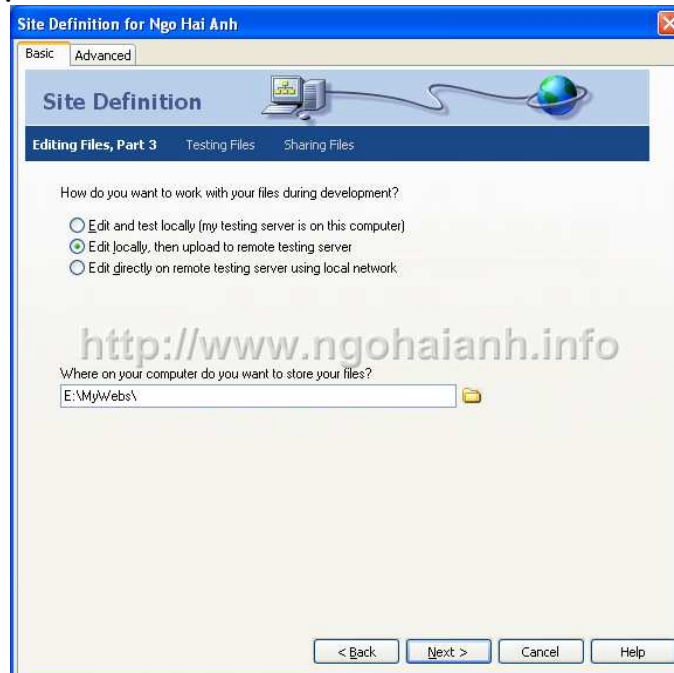 Site Definition for Ngo Hai Anh
Basic Advanced
Site Definition
Editing Files, Part 3 Testing Files Sharing Files
How do you want to work with your files during development?
Edit and test locally (my testing server is on this computer)
Edit locally, then upload to remote testing server
Edit directly on remote testing server using local network
http://www.ngohaianh.info
Where on your computer do you want to store your files?
E:\MyWebs\
< Back Next > Cancel Help